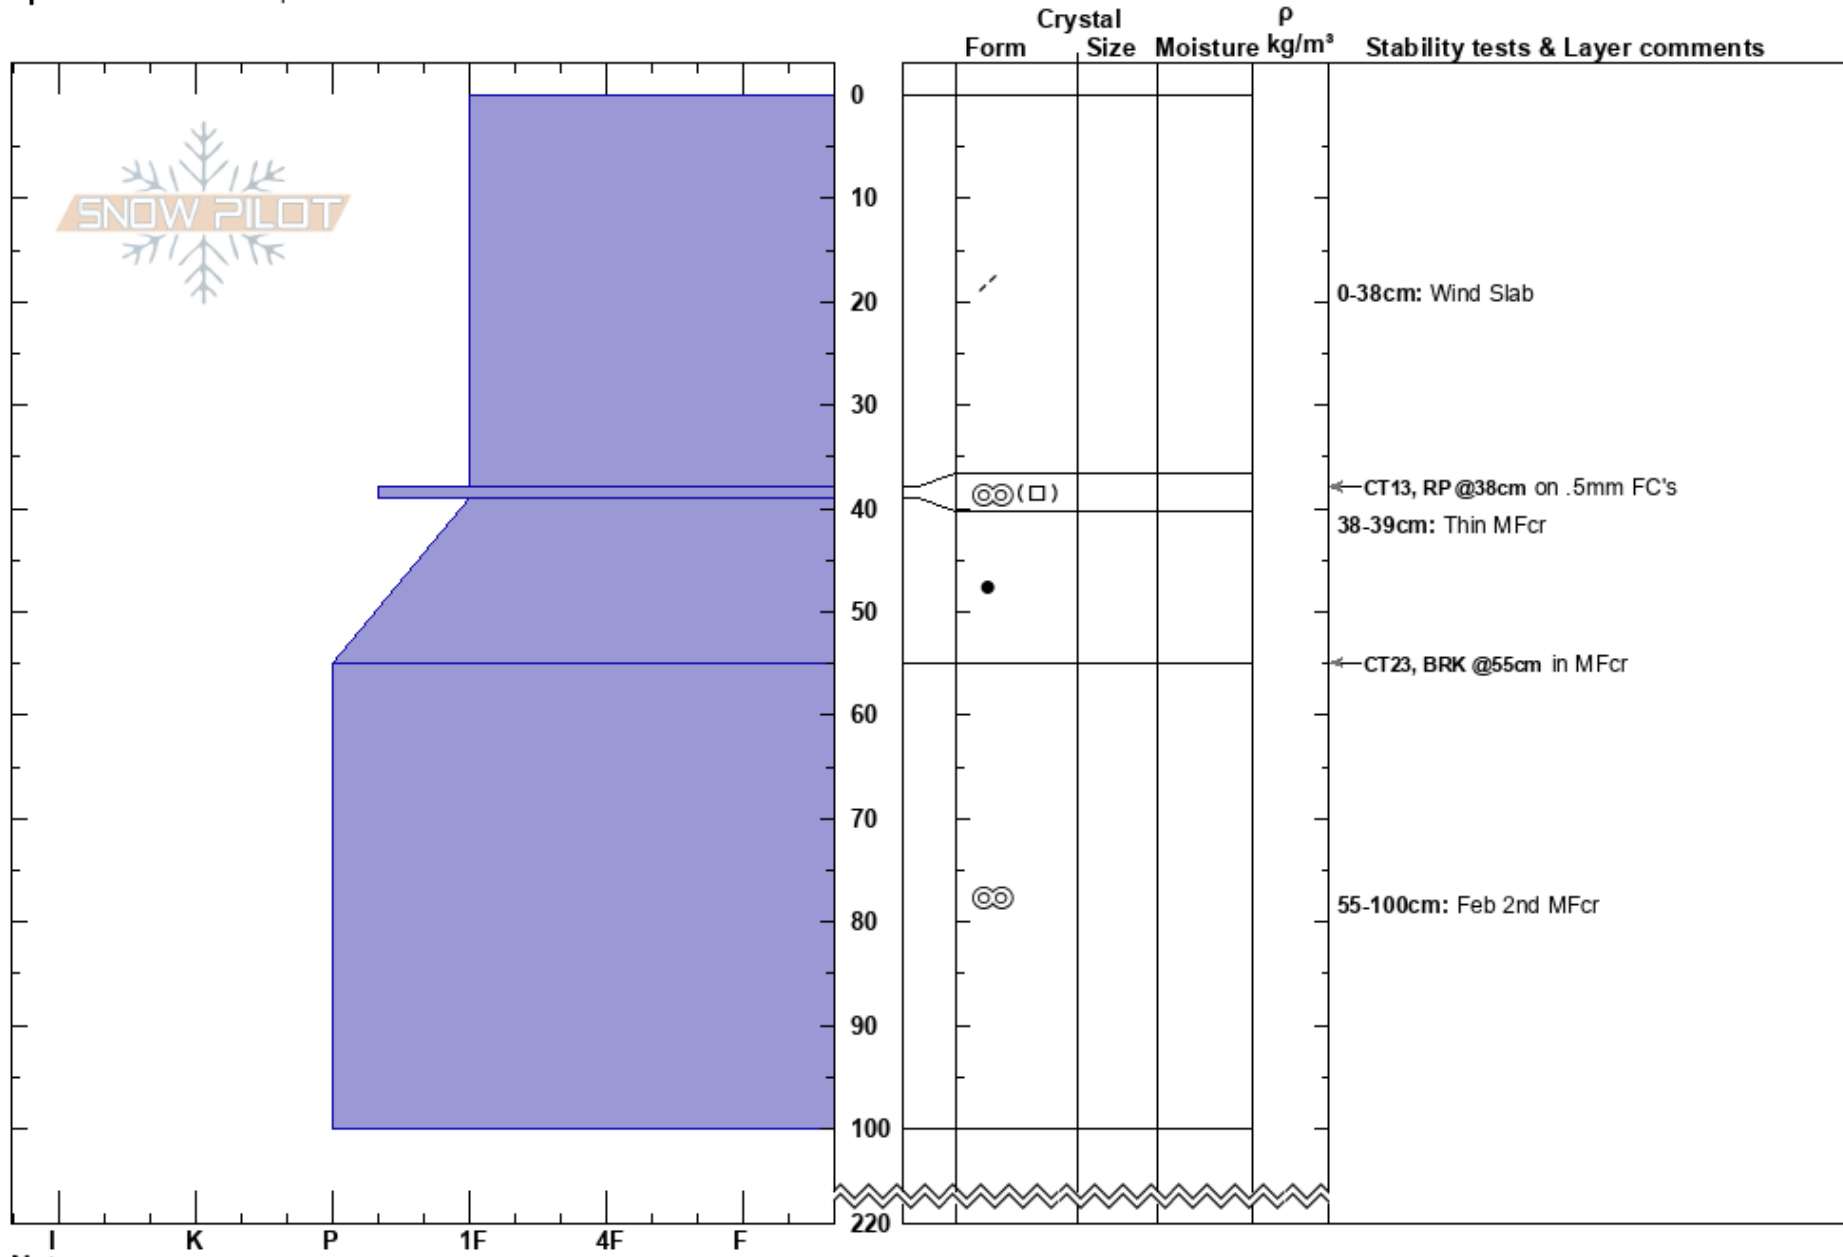 Crystal
ρ
Form
Size
Moisture
kg/m³
Stability tests & Layer comments
SNOW PILOT
0
10
20
0-38cm: Wind Slab
30
CT13, RP @38cm on .5mm FC's
40
38-39cm: Thin MFcr
50
CT23, BRK @55cm in MFcr
60
70
80
55-100cm: Feb 2nd MFcr
90
100
220
I K P 1F 4F F